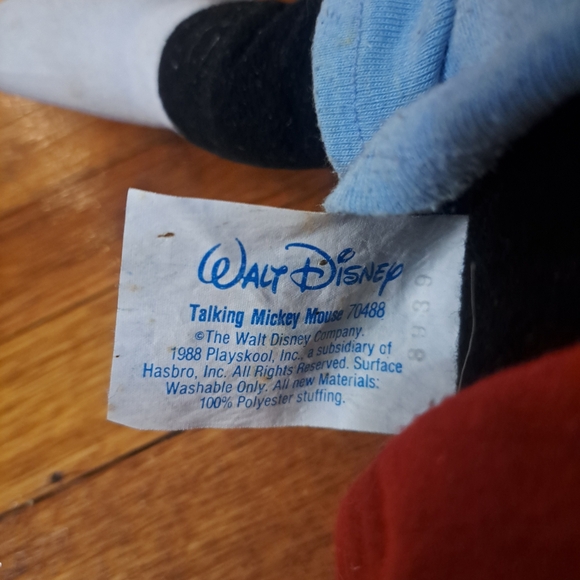 Walt Disney
Talking Mickey Mouse 70488
©The Walt Disney Company.
1988 Playskool, Inc., a subsidiary of
Hasbro, Inc. All Rights Reserved. Surface
Washable Only. All new Materials:
100% Polyester stuffing.